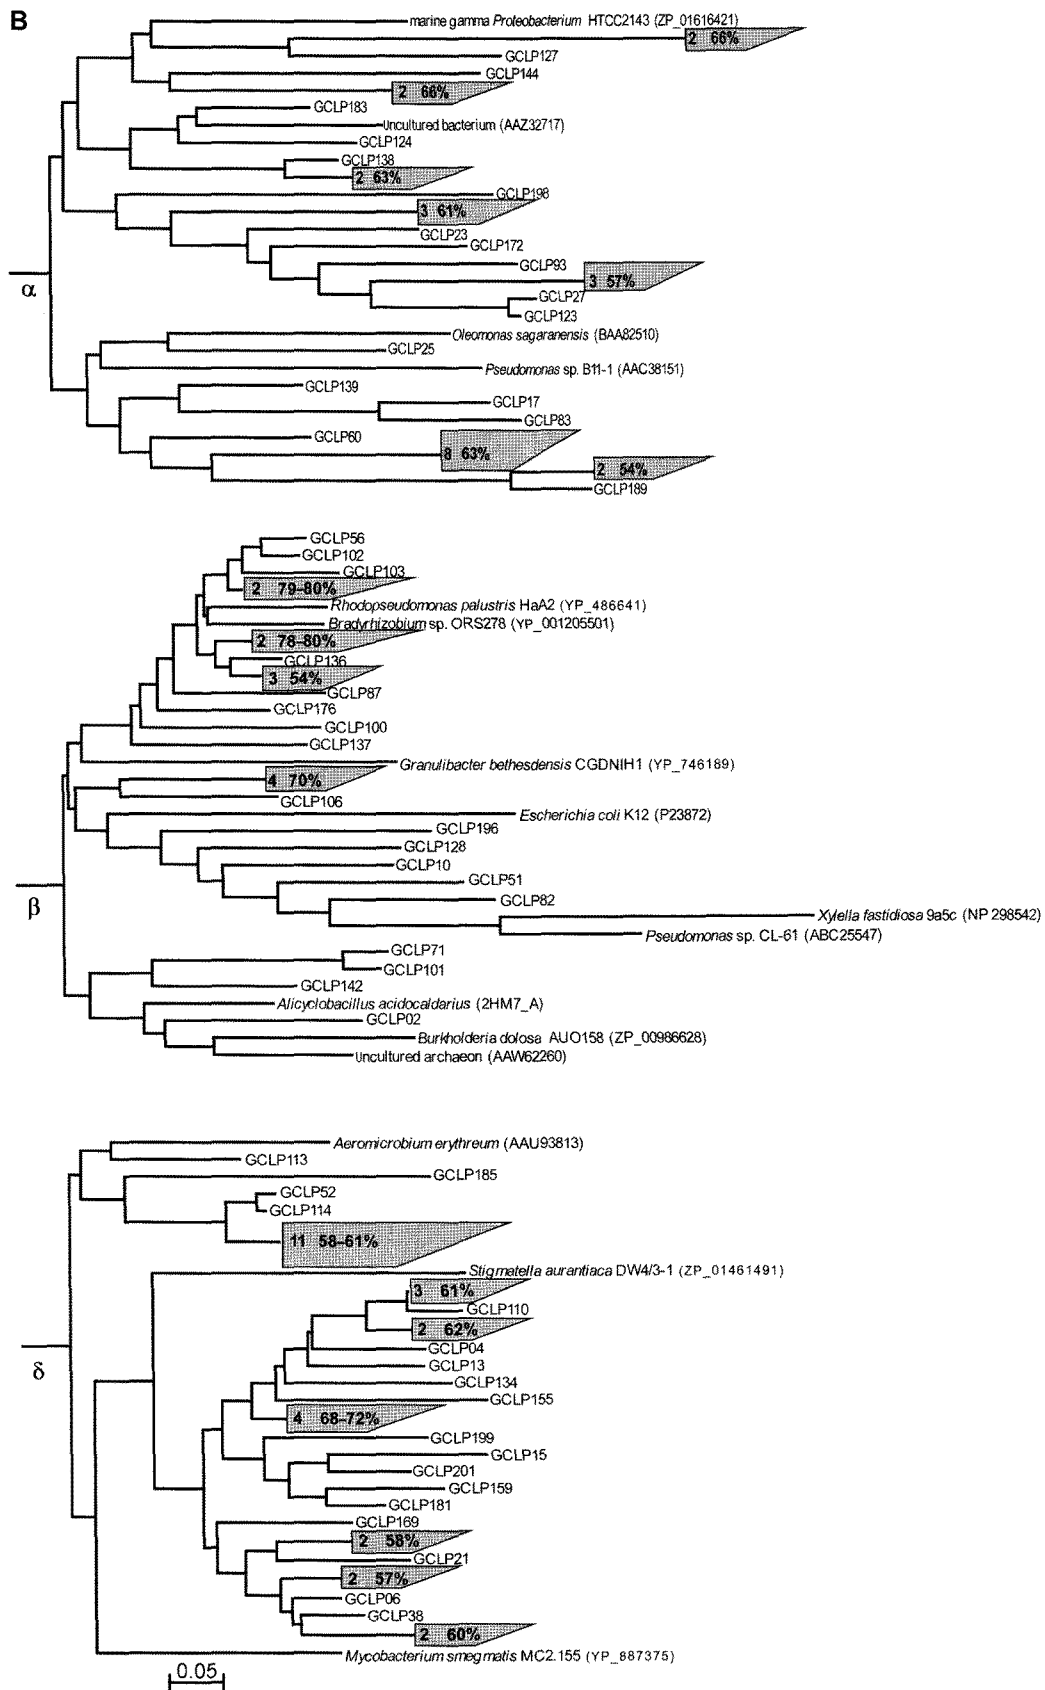 B
marine gamma Proteobacterium HTCC2143 (ZP_01616421)
2 66%
GCLP127
GCLP144
2 66%
GCLP183
Uncultured bacterium (AAZ32717)
GCLP124
GCLP138
2 63%
GCLP198
3 61%
GCLP23
GCLP172
GCLP93
3 57%
α
GCLP27
GCLP123
Oleomonas sagaranensis (BAA82510)
GCLP25
Pseudomonas sp. B11-1 (AAC38151)
GCLP139
GCLP17
GCLP83
GCLP60
8 63%
2 54%
GCLP189
GCLP56
GCLP102
GCLP103
2 79–80%
Rhodopseudomonas palustris HaA2 (YP_486641)
Bradyrhizobium sp. ORS278 (YP_001205501)
2 78–80%
GCLP136
3 54%
GCLP87
GCLP176
GCLP100
GCLP137
Granulibacter bethesdensis CGDNIH1 (YP_746189)
4 70%
GCLP106
Escherichia coli K12 (P23872)
GCLP196
GCLP128
GCLP10
GCLP51
β
GCLP82
Xylella fastidiosa 9a5c (NP 298542)
Pseudomonas sp. CL-61 (ABC25547)
GCLP71
GCLP101
GCLP142
Alicyclobacillus acidocaldarius (2HM7_A)
GCLP02
Burkholderia dolosa AUO158 (ZP_00986628)
Uncultured archaeon (AAW62260)
Aeromicrobium erythreum (AAU93813)
GCLP113
GCLP185
GCLP52
GCLP114
11 58–61%
Stigmatella aurantiaca DW4/3-1 (ZP_01461491)
3 61%
GCLP110
2 62%
GCLP04
GCLP13
δ
GCLP134
GCLP155
4 68–72%
GCLP199
GCLP15
GCLP201
GCLP159
GCLP181
GCLP169
2 58%
GCLP21
2 57%
GCLP06
GCLP38
2 60%
Mycobacterium smegmatis MC2.155 (YP_887375)
0.05